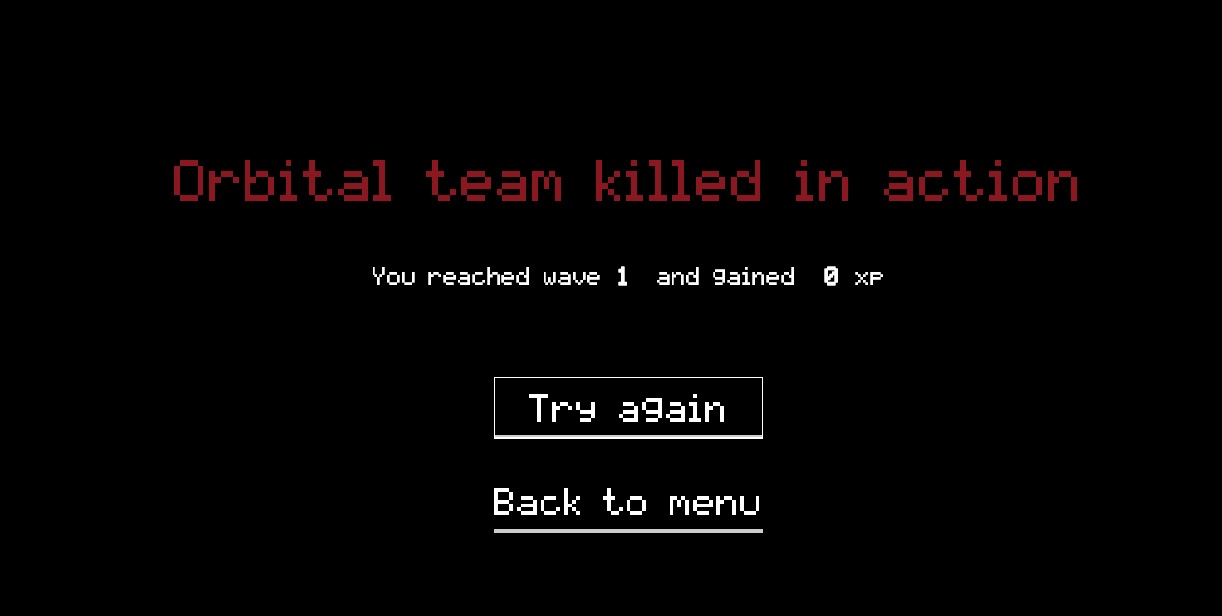 Orbital team killed in action
You reached wave 1 and gained 0 xp
Try again
Back to menu